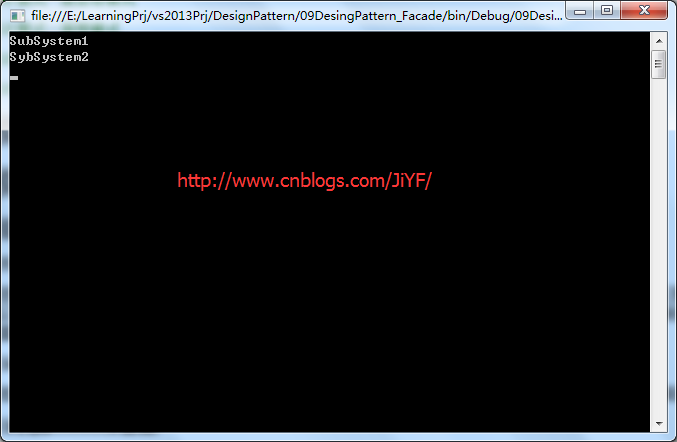 file:///E:/LearningPrj/vs2013Prj/DesignPattern/09DesingPattern_Facade/bin/Debug/09Desi...
SubSystem1
SybSystem2
http://www.cnblogs.com/JiYF/